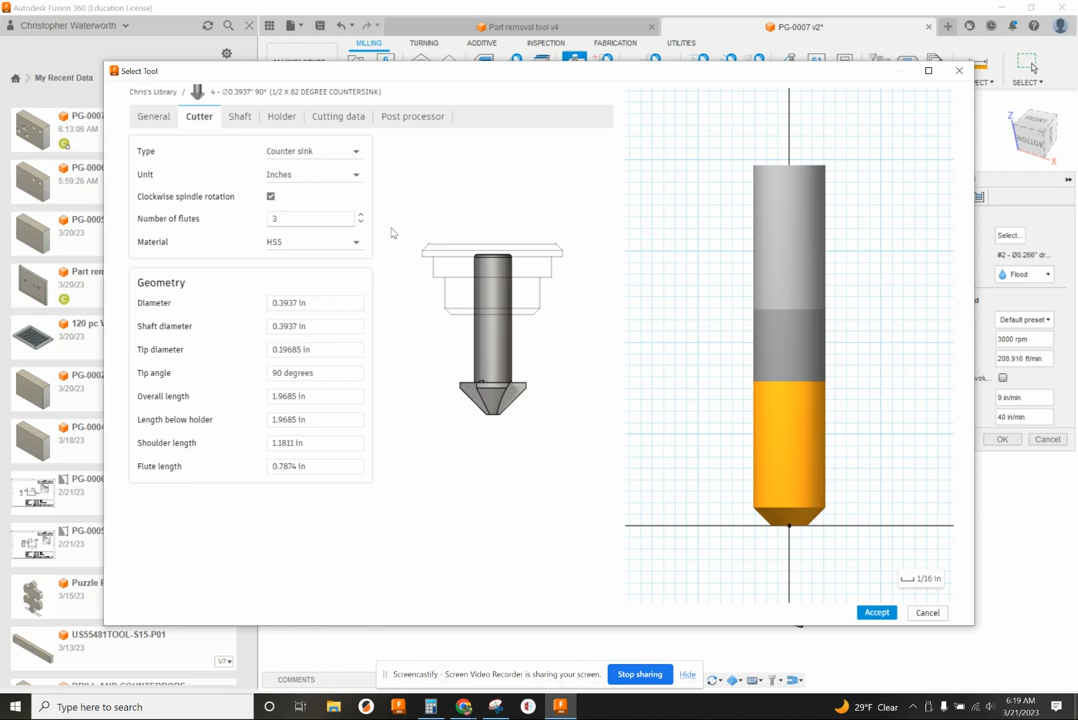 Autodesk Fusion 360 (Education License)
Christopher Waterworth
Part removal tool v4
PG-0007 v2*
MILLING
TURNING
ADDITIVE
INSPECTION
FABRICATION
UTILITIES
My Recent Data
SELECT
Select Tool
Chris's Library / 4 - Ø0.3937" 90° (1/2 X 82 DEGREE COUNTERSINK)
General
Cutter
Shaft
Holder
Cutting data
Post processor
Type
Counter sink
Unit
Inches
Clockwise spindle rotation
Number of flutes
3
Material
HSS
Geometry
Diameter
0.3937 in
Shaft diameter
0.3937 in
Tip diameter
0.19685 in
Tip angle
90 degrees
Overall length
1.9685 in
Length below holder
1.9685 in
Shoulder length
1.1811 in
Flute length
0.7874 in
1/16 in
Accept
Cancel
PG-0007
6:13:06 AM
PG-0006
5:59:26 AM
PG-0005
3/20/23
Part rem
3/20/23
120 pc V
3/20/23
PG-0002
3/20/23
PG-0004
3/18/23
PG-0006
2/21/23
PG-0005
2/21/23
Puzzle P
3/15/23
US55481TOOL-S15-P01
3/13/23
V7
DRILL AND COUNTERBORE
Z
X
FRONT
BOTTOM
Select...
#2 - Ø0.266" dr...
Flood
Default preset
3000 rpm
208.916 ft/min
9 in/min
40 in/min
OK
Cancel
COMMENTS
Screencastify - Screen Video Recorder is sharing your screen.
Stop sharing
Hide
Type here to search
29°F Clear
6:19 AM
3/21/2023